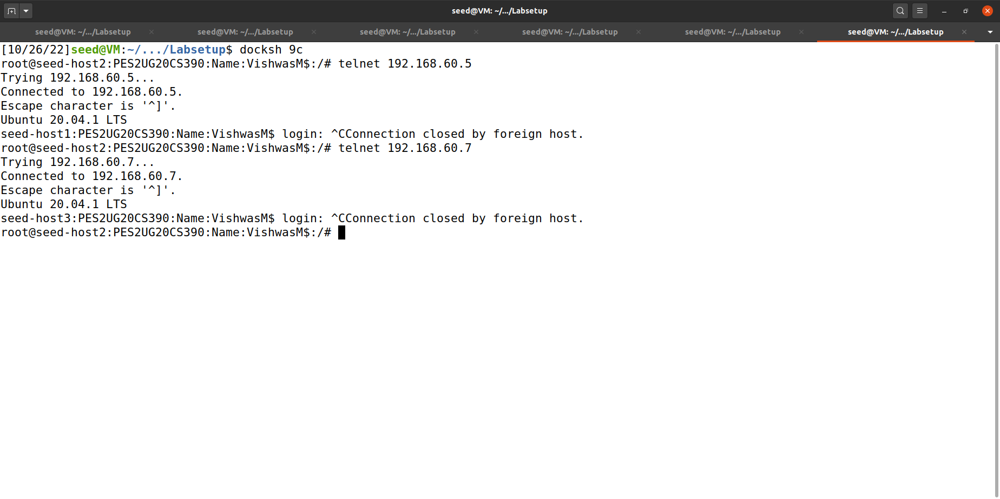 seed@VM: ~/.../Labsetup
seed@VM: ~/.../Labsetup
seed@VM: ~/.../Labsetup
seed@VM: ~/.../Labsetup
seed@VM: ~/.../Labsetup
seed@VM: ~/.../Labsetup
seed@VM: ~/.../Labsetup
[10/26/22]seed@VM:~/.../Labsetup$ docksh 9c
root@seed-host2:PES2UG20CS390:Name:VishwasM$:/# telnet 192.168.60.5
Trying 192.168.60.5...
Connected to 192.168.60.5.
Escape character is '^]'.
Ubuntu 20.04.1 LTS
seed-host1:PES2UG20CS390:Name:VishwasM$ login: ^CConnection closed by foreign host.
root@seed-host2:PES2UG20CS390:Name:VishwasM$:/# telnet 192.168.60.7
Trying 192.168.60.7...
Connected to 192.168.60.7.
Escape character is '^]'.
Ubuntu 20.04.1 LTS
seed-host3:PES2UG20CS390:Name:VishwasM$ login: ^CConnection closed by foreign host.
root@seed-host2:PES2UG20CS390:Name:VishwasM$:/#